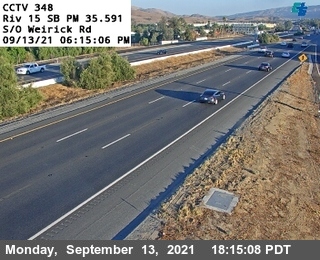 CCTV 348
Riv 15 SB PM 35.591
S/O Weirick Rd
09/13/21 06:15:06 PM
Monday, September 13, 2021 18:15:08 PDT